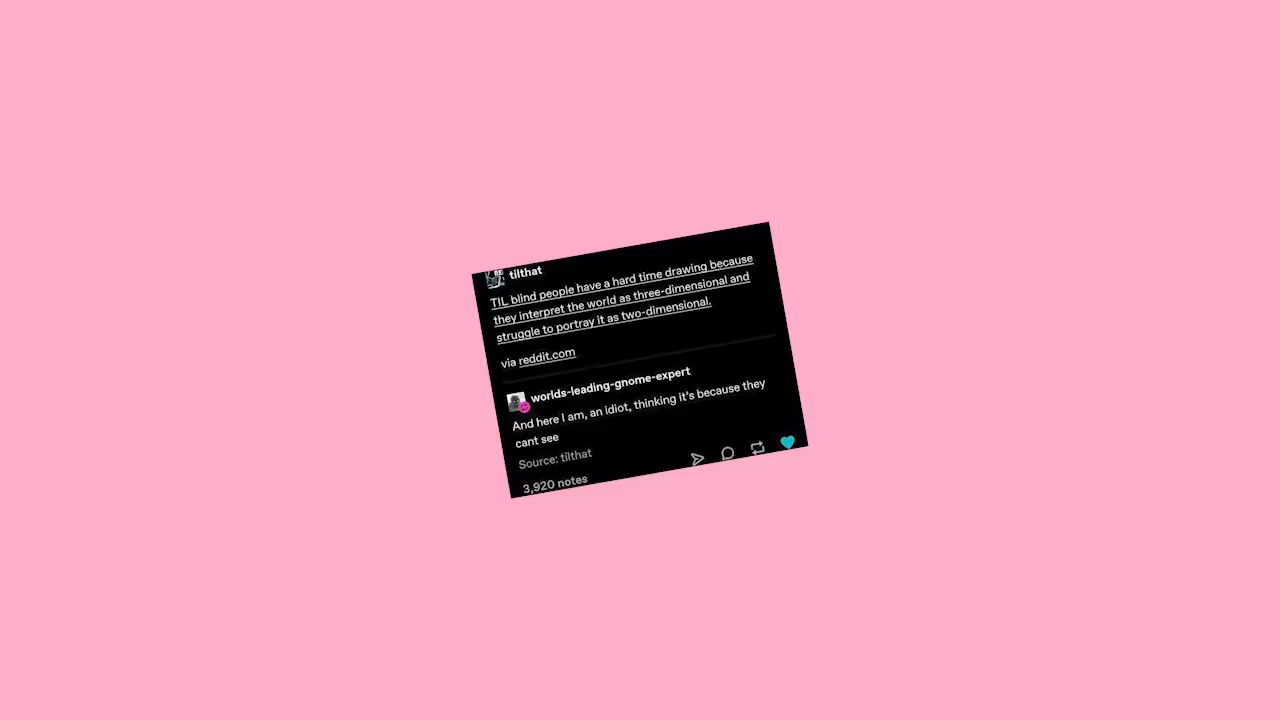 tilthat
TIL blind people have a hard time drawing because
they interpret the world as three-dimensional and
struggle to portray it as two-dimensional.
via reddit.com
worlds-leading-gnome-expert
And here I am, an idiot, thinking it's because they
cant see
Source: tilthat
3,920 notes